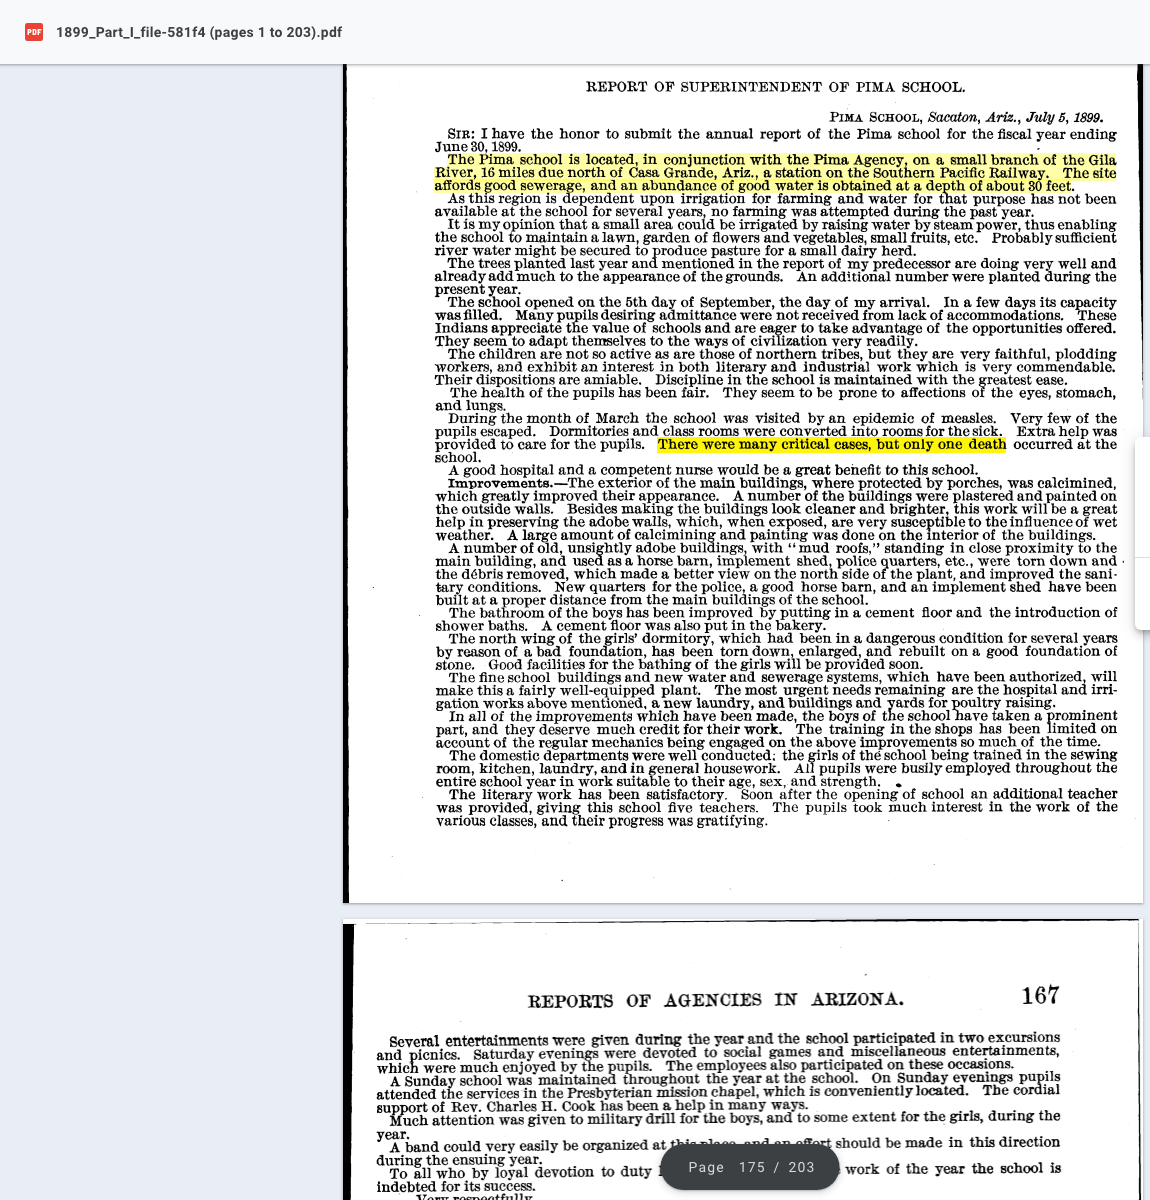 PDF
1899_Part_I_file-581f4 (pages 1 to 203).pdf
REPORT OF SUPERINTENDENT OF PIMA SCHOOL.
PIMA SCHOOL, Sacaton, Ariz., July 5, 1899.
SIR: I have the honor to submit the annual report of the Pima school for the fiscal year ending
June 30, 1899.
The Pima school is located, in conjunction with the Pima Agency, on a small branch of the Gila
River, 16 miles due north of Casa Grande, Ariz., a station on the Southern Pacific Railway. The site
affords good sewerage, and an abundance of good water is obtained at a depth of about 30 feet.
As this region is dependent upon irrigation for farming and water for that purpose has not been
available at the school for several years, no farming was attempted during the past year.
It is my opinion that a small area could be irrigated by raising water by steam power, thus enabling
the school to maintain a lawn, garden of flowers and vegetables, small fruits, etc. Probably sufficient
river water might be secured to produce pasture for a small dairy herd.
The trees planted last year and mentioned in the report of my predecessor are doing very well and
already add much to the appearance of the grounds. An additional number were planted during the
present year.
The school opened on the 5th day of September, the day of my arrival. In a few days its capacity
was filled. Many pupils desiring admittance were not received from lack of accommodations. These
Indians appreciate the value of schools and are eager to take advantage of the opportunities offered.
They seem to adapt themselves to the ways of civilization very readily.
The children are not so active as are those of northern tribes, but they are very faithful, plodding
workers, and exhibit an interest in both literary and industrial work which is very commendable.
Their dispositions are amiable. Discipline in the school is maintained with the greatest ease.
The health of the pupils has been fair. They seem to be prone to affections of the eyes, stomach,
and lungs.
During the month of March the school was visited by an epidemic of measles. Very few of the
pupils escaped. Dormitories and class rooms were converted into rooms for the sick. Extra help was
provided to care for the pupils. There were many critical cases, but only one death occurred at the
school.
A good hospital and a competent nurse would be a great benefit to this school.
Improvements.—The exterior of the main buildings, where protected by porches, was calcimined,
which greatly improved their appearance. A number of the buildings were plastered and painted on
the outside walls. Besides making the buildings look cleaner and brighter, this work will be a great
help in preserving the adobe walls, which, when exposed, are very susceptible to the influence of wet
weather. A large amount of calcimining and painting was done on the interior of the buildings.
A number of old, unsightly adobe buildings, with "mud roofs," standing in close proximity to the
main building, and used as a horse barn, implement shed, police quarters, etc., were torn down and
the débris removed, which made a better view on the north side of the plant, and improved the sani-
tary conditions. New quarters for the police, a good horse barn, and an implement shed have been
built at a proper distance from the main buildings of the school.
The bathroom of the boys has been improved by putting in a cement floor and the introduction of
shower baths. A cement floor was also put in the bakery.
The north wing of the girls' dormitory, which had been in a dangerous condition for several years
by reason of a bad foundation, has been torn down, enlarged, and rebuilt on a good foundation of
stone. Good facilities for the bathing of the girls will be provided soon.
The fine school buildings and new water and sewerage systems, which have been authorized, will
make this a fairly well-equipped plant. The most urgent needs remaining are the hospital and irri-
gation works above mentioned, a new laundry, and buildings and yards for poultry raising.
In all of the improvements which have been made, the boys of the school have taken a prominent
part, and they deserve much credit for their work. The training in the shops has been limited on
account of the regular mechanics being engaged on the above improvements so much of the time.
The domestic departments were well conducted; the girls of the school being trained in the sewing
room, kitchen, laundry, and in general housework. All pupils were busily employed throughout the
entire school year in work suitable to their age, sex, and strength.
The literary work has been satisfactory. Soon after the opening of school an additional teacher
was provided, giving this school five teachers. The pupils took much interest in the work of the
various classes, and their progress was gratifying.
REPORTS OF AGENCIES IN ARIZONA. 167
Several entertainments were given during the year and the school participated in two excursions
and picnics. Saturday evenings were devoted to social games and miscellaneous entertainments,
which were much enjoyed by the pupils. The employees also participated on these occasions.
A Sunday school was maintained throughout the year at the school. On Sunday evenings pupils
attended the services in the Presbyterian mission chapel, which is conveniently located. The cordial
support of Rev. Charles H. Cook has been a help in many ways.
Much attention was given to military drill for the boys, and to some extent for the girls, during the
year.
A band could very easily be organized at this place, and an effort should be made in this direction
during the ensuing year.
To all who by loyal devotion to duty work of the year the school is
indebted for its success.
Very respectfully,
Page 175 / 203